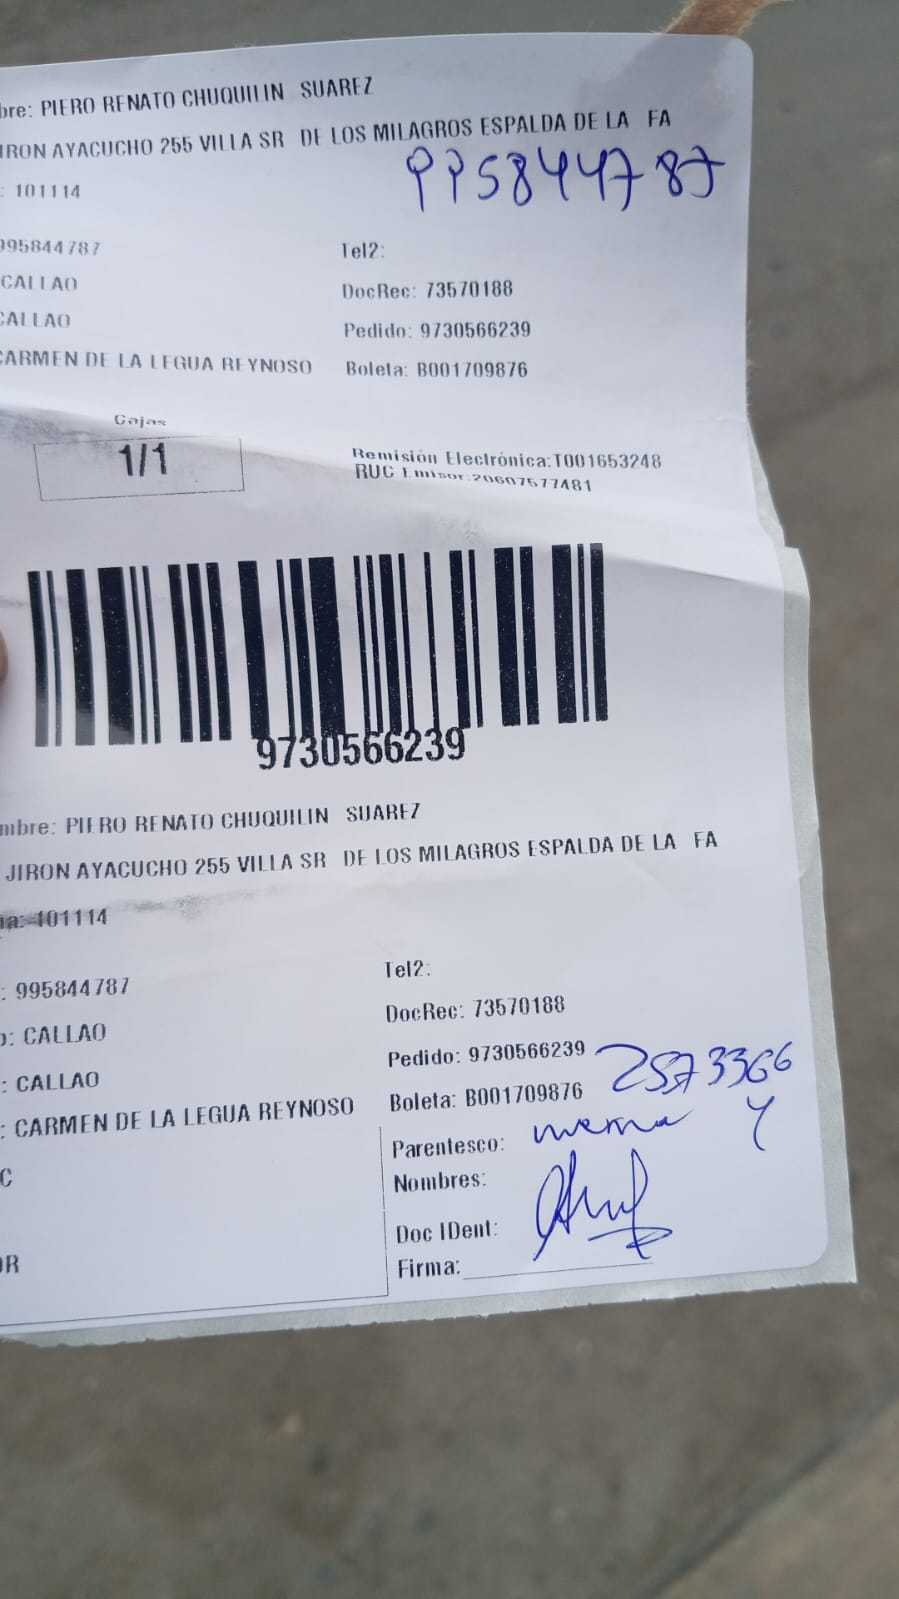 bre: PIERO RENATO CHUQUILIN SUAREZ
IRON AYACUCHO 255 VILLA SR DE LOS MILAGROS ESPALDA DE LA FA
995844787
: 101114
995844787
Tel2:
CALLAO
DocRec: 73570188
CALLAO
Pedido: 9730566239
CARMEN DE LA LEGUA REYNOSO
Boleta: B001709876
Cajas
1/1
Remisión Electrónica:T001653248
RUC Emisor:20607577481
9730566239
mbre: PIERO RENATO CHUQUILIN SUAREZ
JIRON AYACUCHO 255 VILLA SR DE LOS MILAGROS ESPALDA DE LA FA
na: 101114
: 995844787
Tel2:
o: CALLAO
DocRec: 73570188
: CALLAO
Pedido: 9730566239
: CARMEN DE LA LEGUA REYNOSO
Boleta: B001709876
Parentesco:
C
Nombres:
Doc IDent:
OR
Firma: